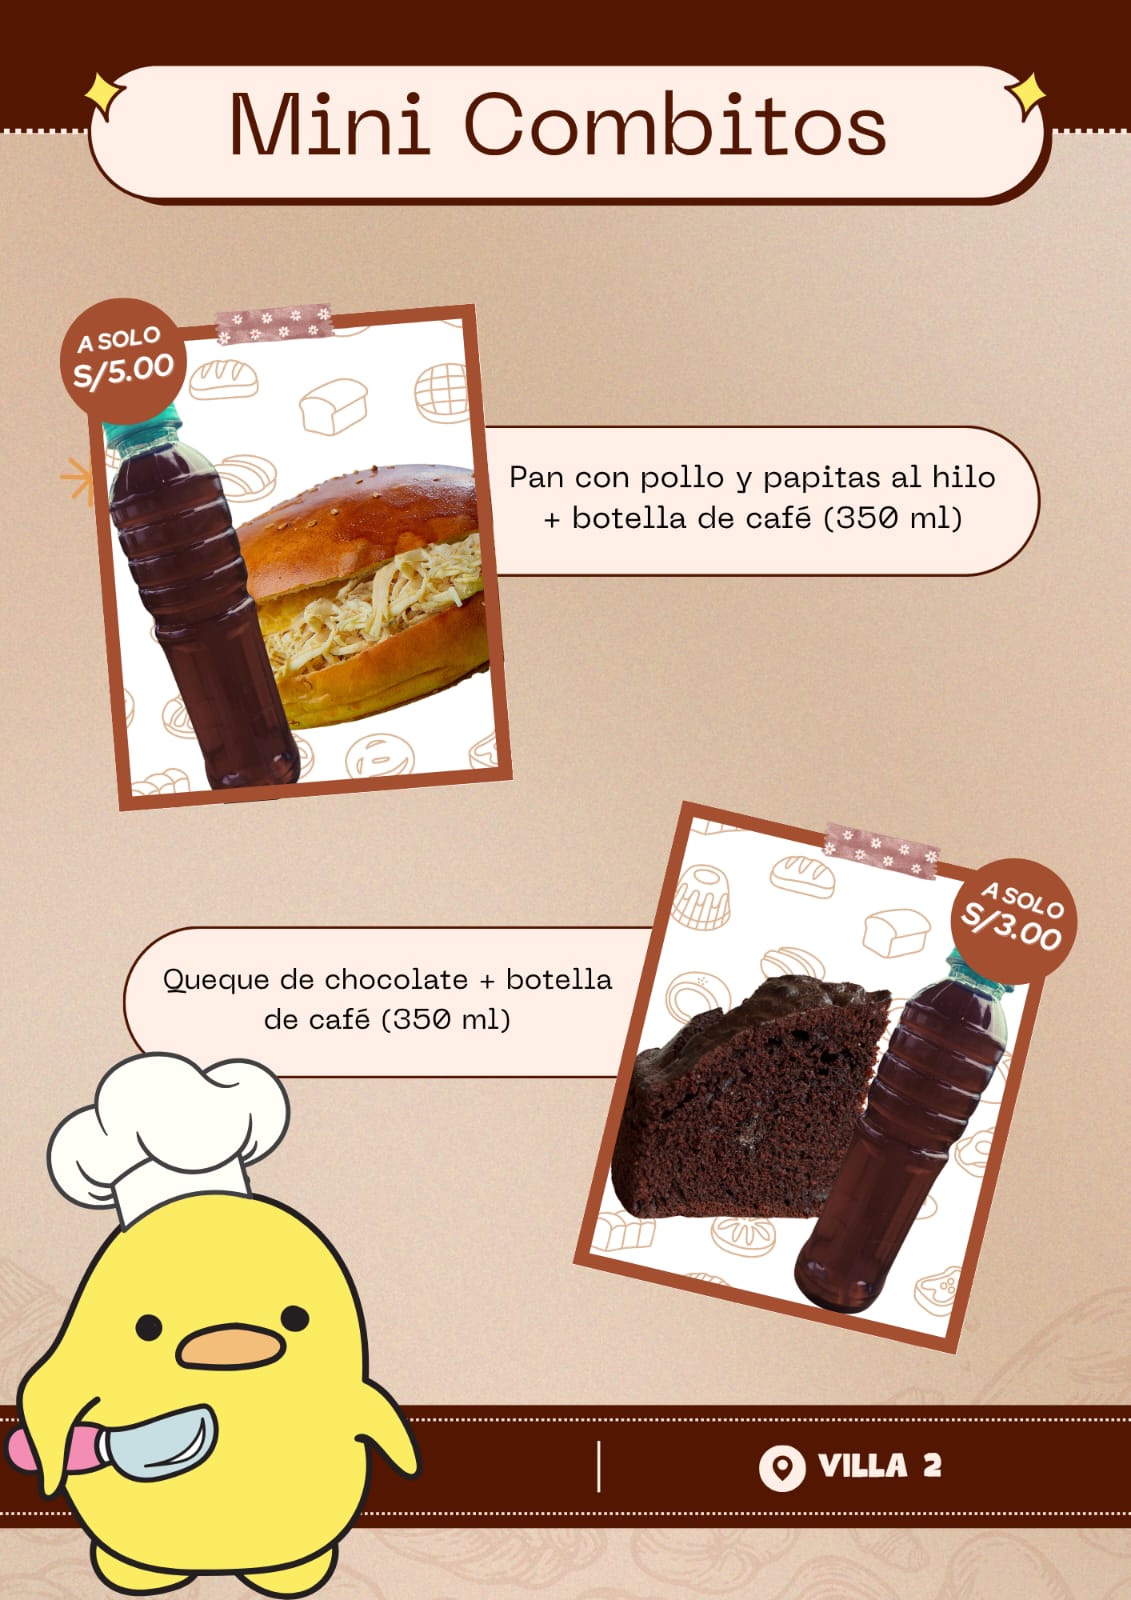 Mini Combitos
A SOLO
S/5.00
Pan con pollo y papitas al hilo
+ botella de café (350 ml)
A SOLO
S/3.00
Queque de chocolate + botella
de café (350 ml)
VILLA 2